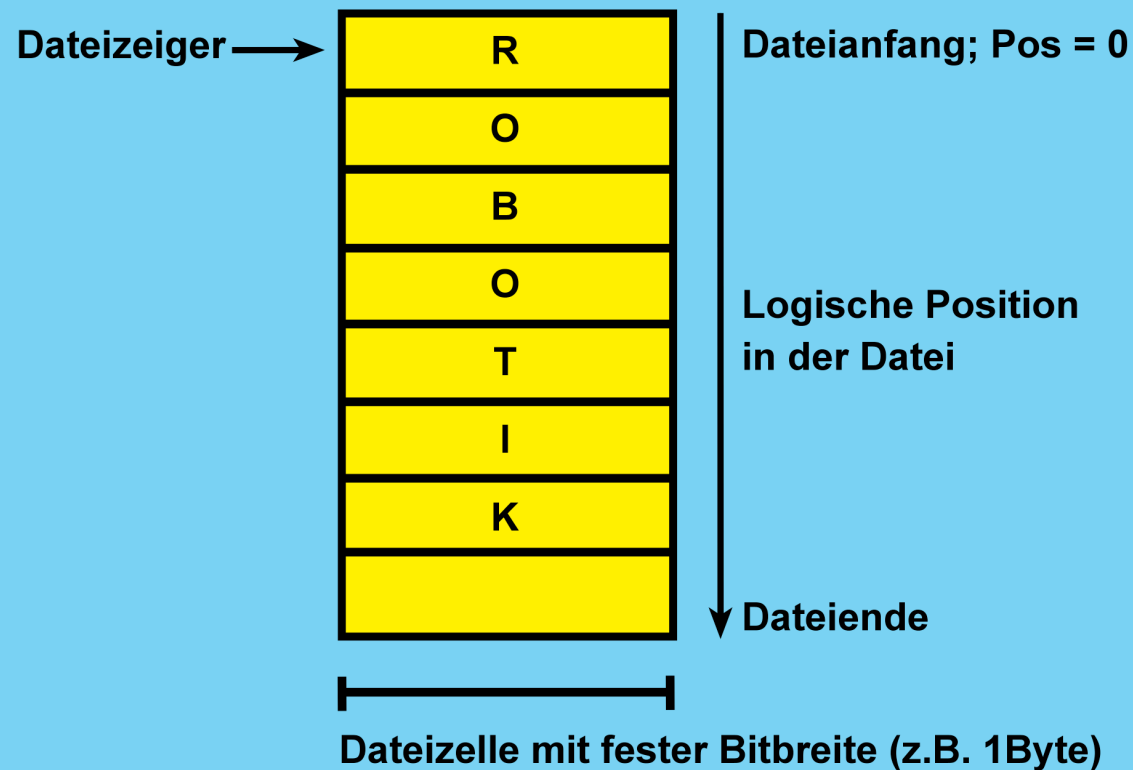 Dateizeiger
R
Dateianfang; Pos = 0
O
B
O
Logische Position
in der Datei
T
I
K
Dateiende
Dateizelle mit fester Bitbreite (z.B. 1Byte)